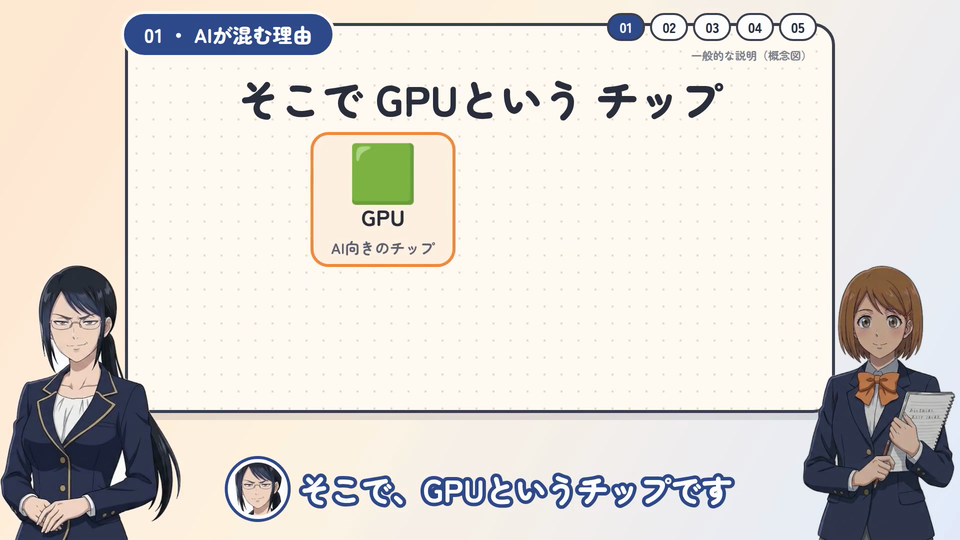 01 ・ AIが混む理由
01 02 03 04 05
一般的な説明（概念図）
そこで GPUという チップ
GPU
AI向きのチップ
そこで、GPUというチップです